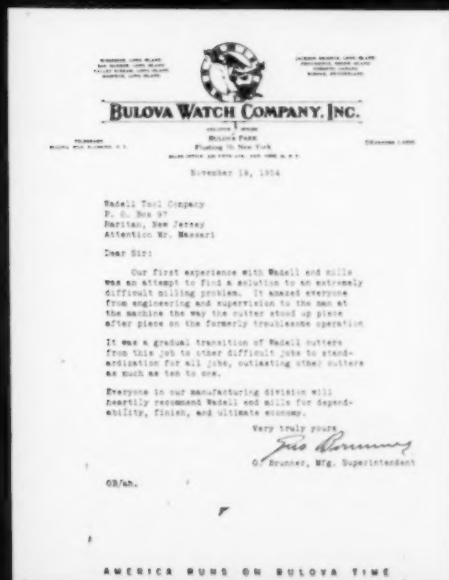 BULOVA WATCH COMPANY, INC.
BULOVA PARK
Flushing 70, New York
November 18, 1954
Wadell Tool Company
P. O. Box 97
Raritan, New Jersey
Attention Mr. Massari
Dear Sir:
Our first experience with Wadell end mills
was an attempt to find a solution to an extremely
difficult milling problem. It amazed everyone
from engineering and supervision to the man at
the machine the way the cutter stood up piece
after piece on the formerly troublesome operation
It was a gradual transition of Wadell cutters
from this job to other difficult jobs to stand-
ardization for all jobs, outlasting other cutters
as much as ten to one.
Everyone in our manufacturing division will
heartily recommend Wadell end mills for depend-
ability, finish, and ultimate economy.
Very truly yours
Geo Brunner
G. Brunner, Mfg. Superintendent
GB/ah.
AMERICA RUNS ON BULOVA TIME